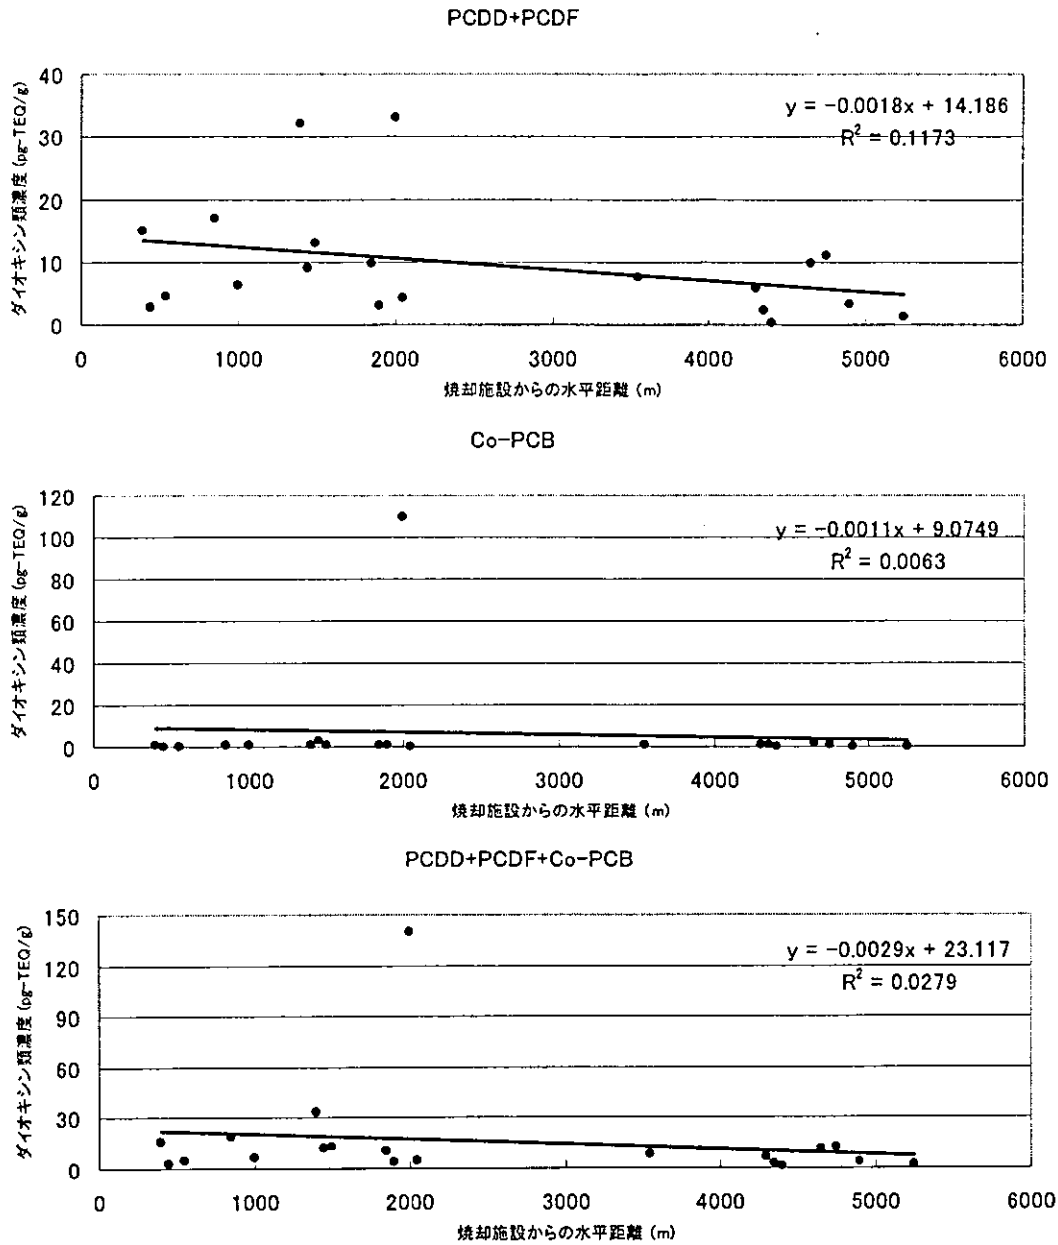 PCDD+PCDF
ダイオキシン類濃度 (pg-TEQ/g)
40
30
20
10
0
y = -0.0018x + 14.186
R² = 0.1173
0 1000 2000 3000 4000 5000 6000
焼却施設からの水平距離 (m)
Co-PCB
ダイオキシン類濃度 (pg-TEQ/g)
120
100
80
60
40
20
0
y = -0.0011x + 9.0749
R² = 0.0063
0 1000 2000 3000 4000 5000 6000
焼却施設からの水平距離 (m)
PCDD+PCDF+Co-PCB
ダイオキシン類濃度 (pg-TEQ/g)
150
120
90
60
30
0
y = -0.0029x + 23.117
R² = 0.0279
0 1000 2000 3000 4000 5000 6000
焼却施設からの水平距離 (m)